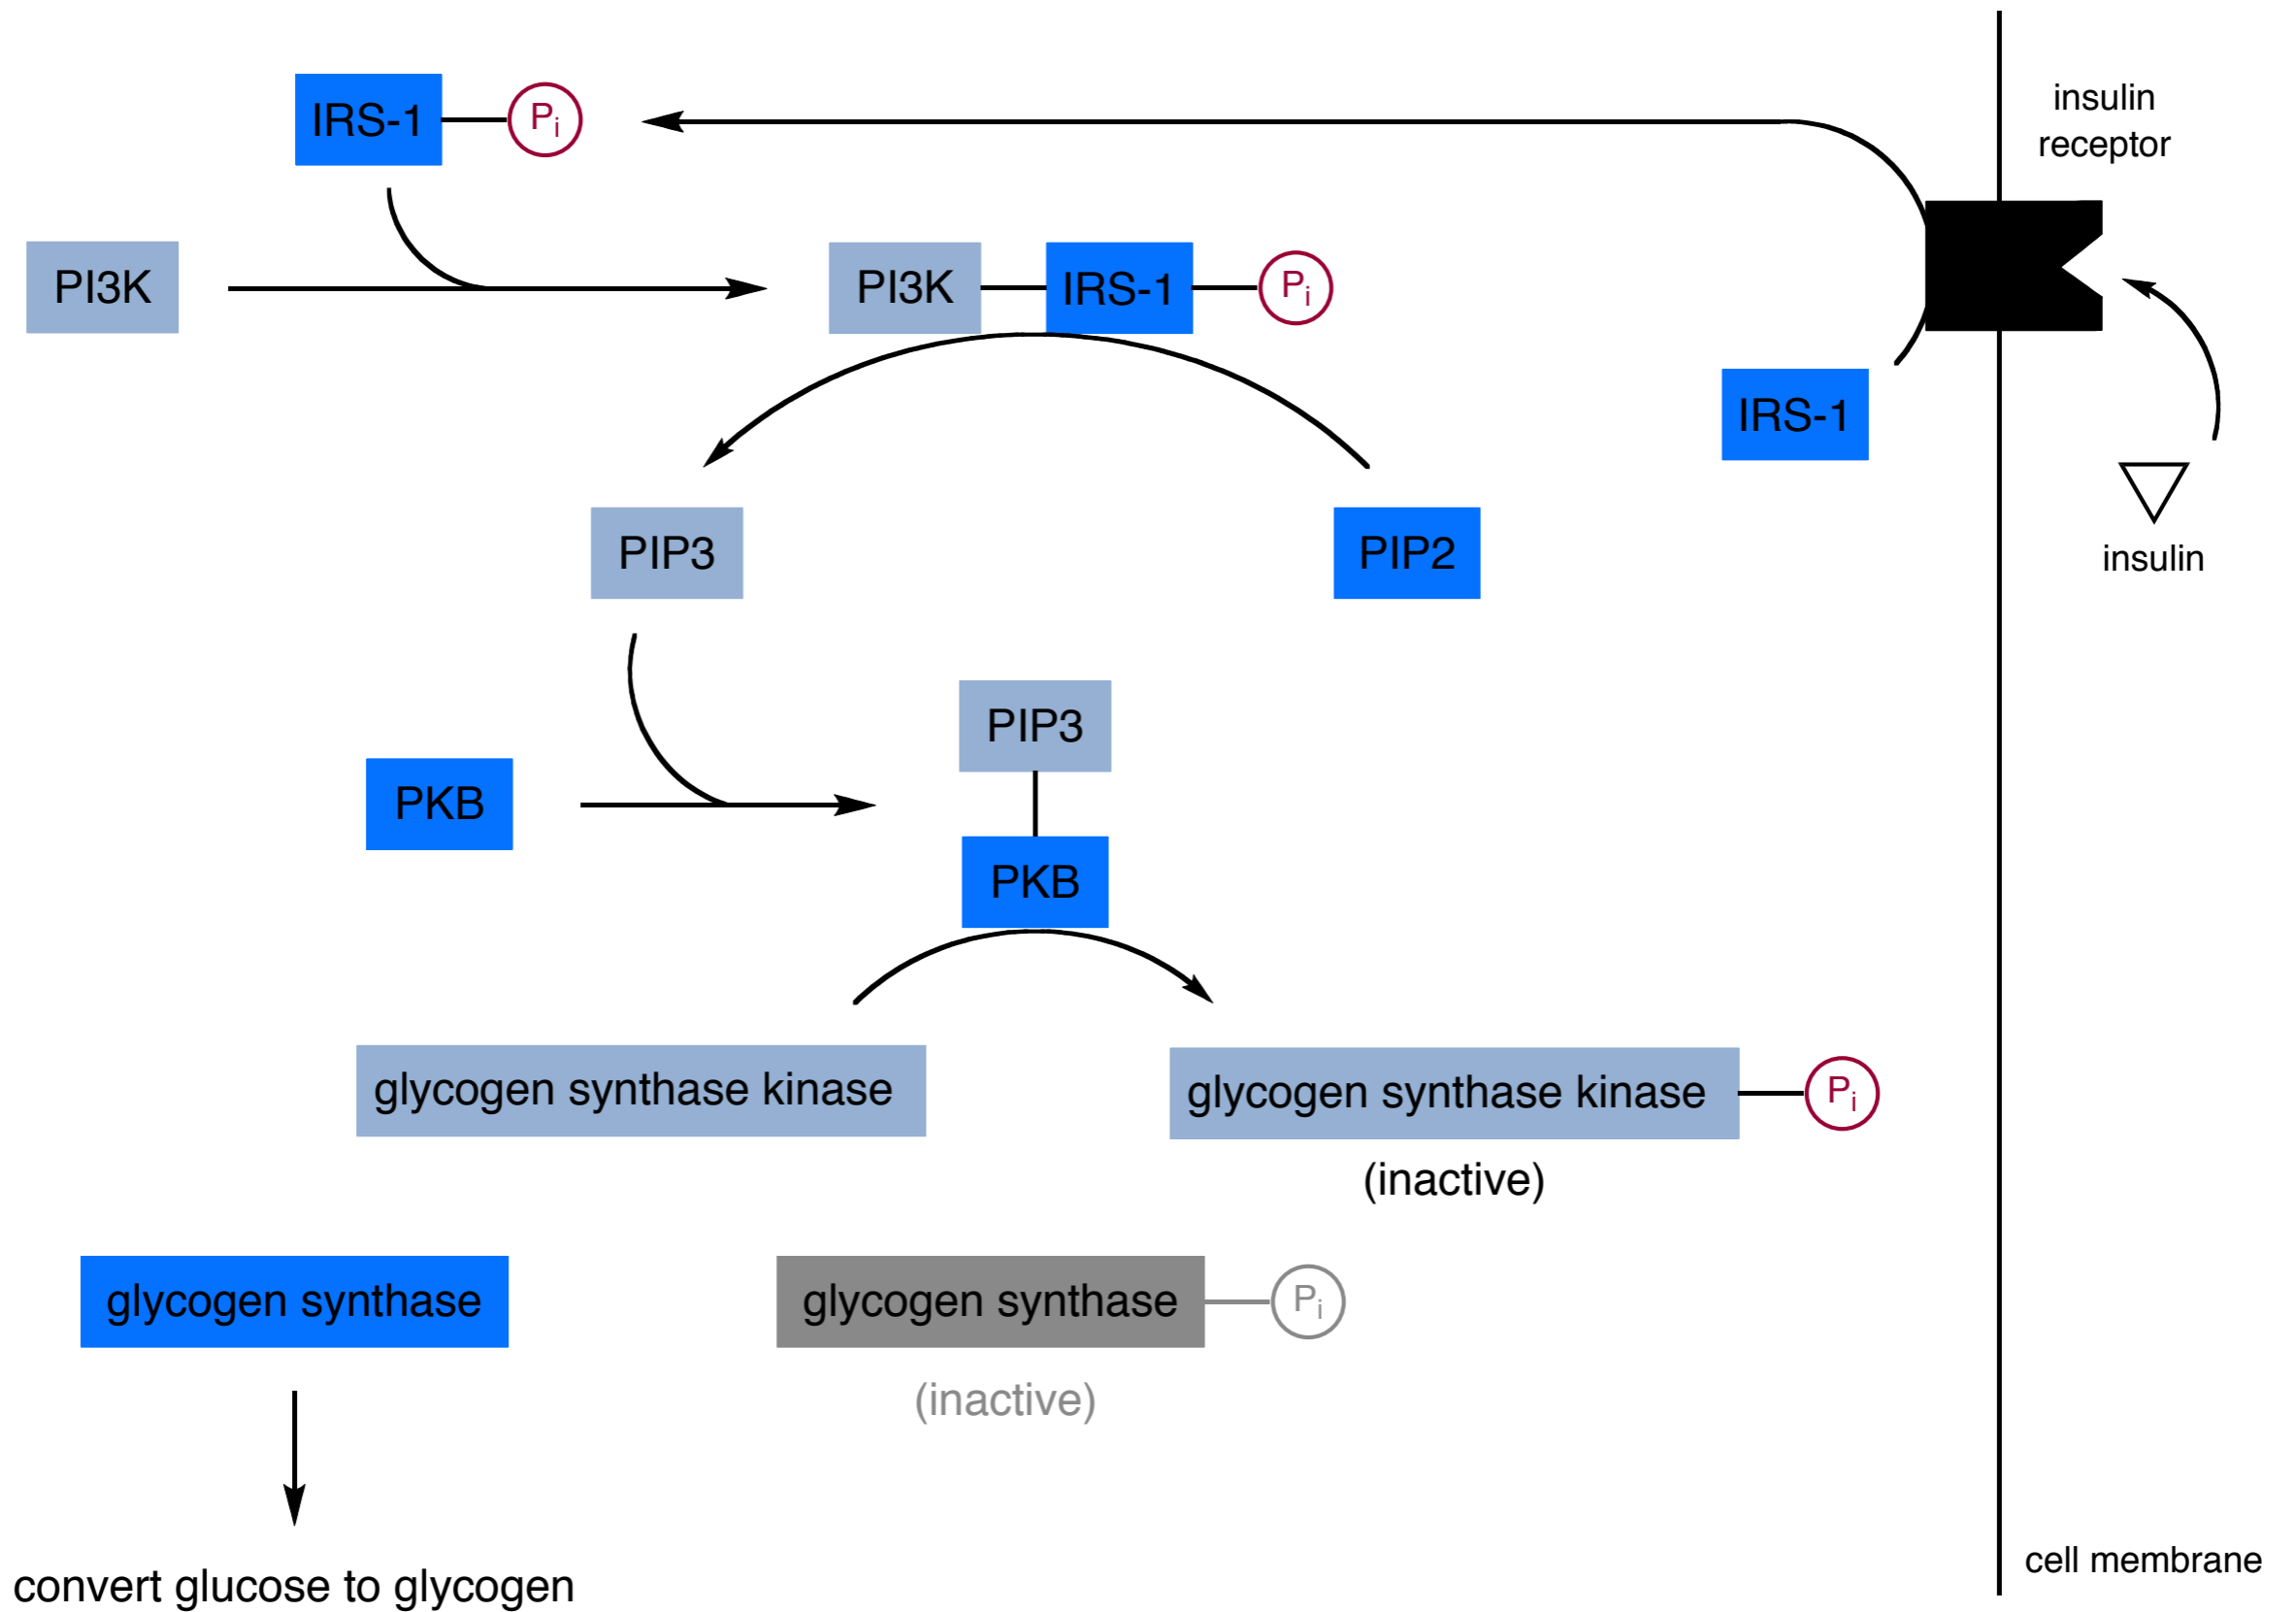 insulin
receptor
IRS-1
Pi
PI3K
PI3K
IRS-1
Pi
IRS-1
insulin
PIP3
PIP2
PIP3
PKB
PKB
glycogen synthase kinase
glycogen synthase kinase
Pi
(inactive)
glycogen synthase
glycogen synthase
Pi
(inactive)
convert glucose to glycogen
cell membrane